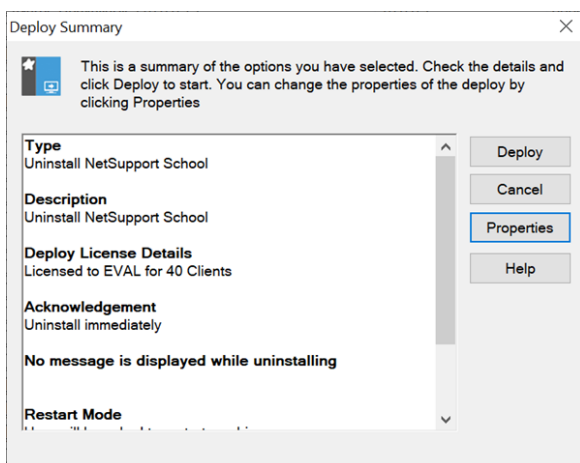 Deploy Summary
This is a summary of the options you have selected. Check the details and
click Deploy to start. You can change the properties of the deploy by
clicking Properties
Type
Uninstall NetSupport School
Description
Uninstall NetSupport School
Deploy License Details
Licensed to EVAL for 40 Clients
Acknowledgement
Uninstall immediately
No message is displayed while uninstalling
Restart Mode
Deploy
Cancel
Properties
Help